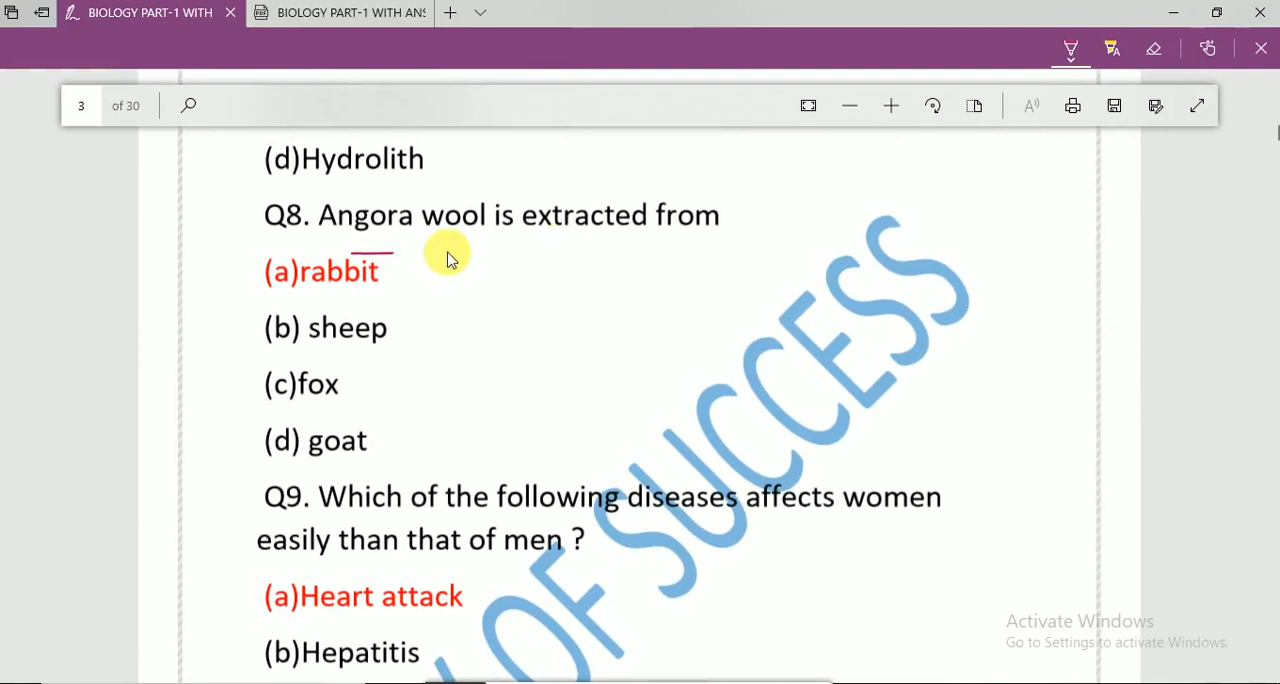 BIOLOGY PART-1 WITH
BIOLOGY PART-1 WITH ANS
3 of 30
(d)Hydrolith
Q8. Angora wool is extracted from
(a)rabbit
(b) sheep
(c)fox
(d) goat
Q9. Which of the following diseases affects women
easily than that of men ?
(a)Heart attack
(b)Hepatitis
OF SUCCESS
Activate Windows
Go to Settings to activate Windows.